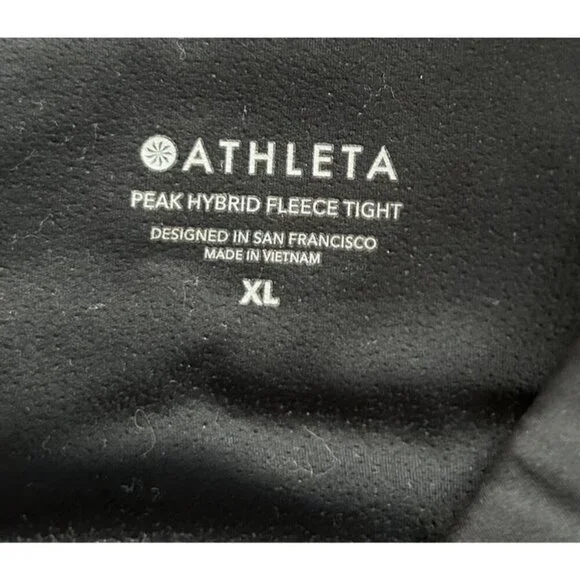 ATHLETA
PEAK HYBRID FLEECE TIGHT
DESIGNED IN SAN FRANCISCO
MADE IN VIETNAM
XL